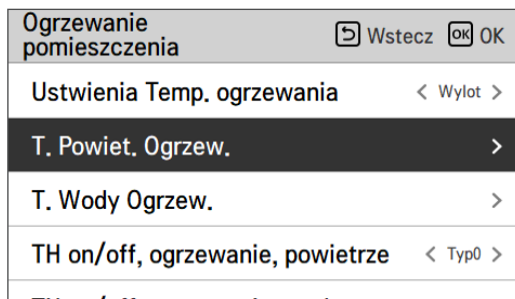 Ogrzewanie
pomieszczenia
Wstecz OK OK
Ustwienia Temp. ogrzewania < Wylot >
T. Powiet. Ogrzew. >
T. Wody Ogrzew. >
TH on/off, ogrzewanie, powietrze < Typ0 >